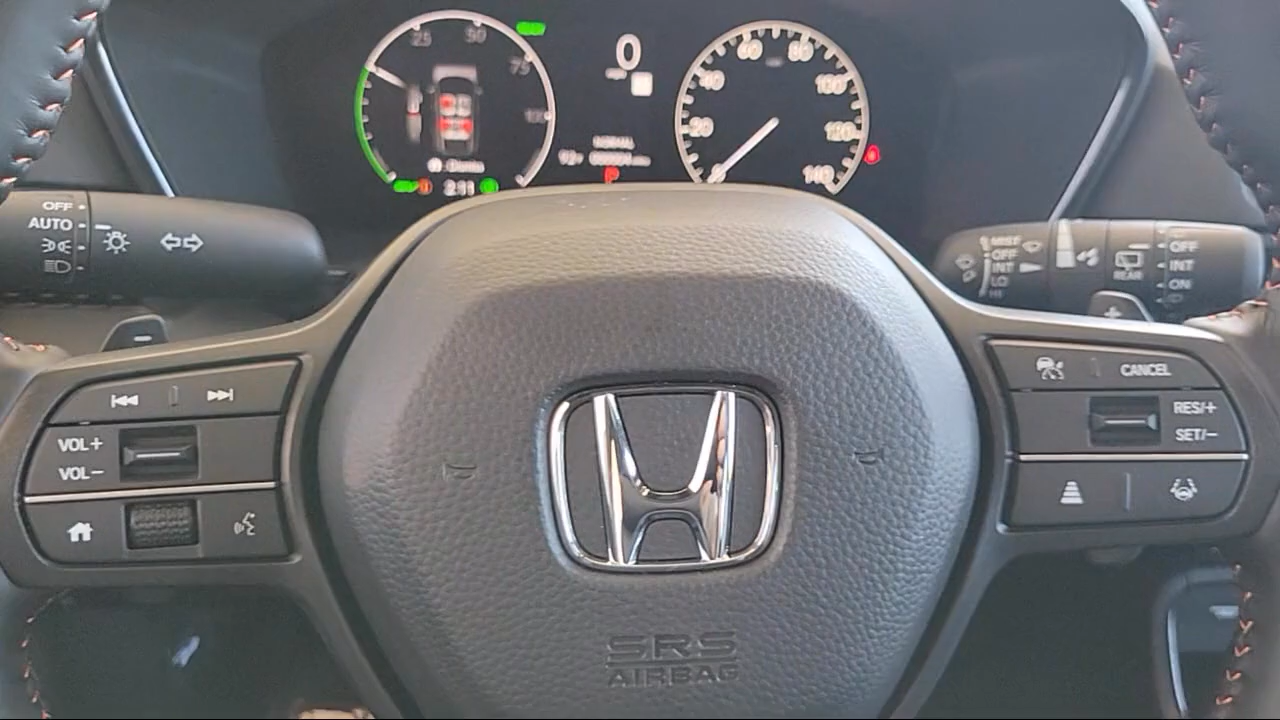 25 50
75
0
60 80
40 100
20 120
140
NORMAL
P
2:11
OFF
AUTO
MIST
OFF
INT
LO
HI
REAR
OFF
INT
ON
−
+
VOL+
VOL−
CANCEL
RES/+
SET/−
SRS
AIRBAG